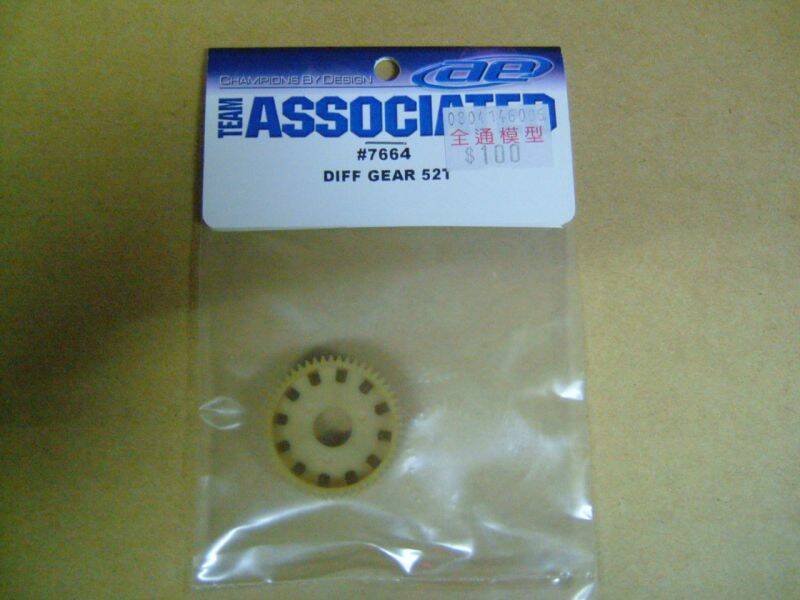 CHAMPIONS BY DESIGN
ae
TEAM
ASSOCIATED
#7664
DIFF GEAR 52T
全通模型
$100